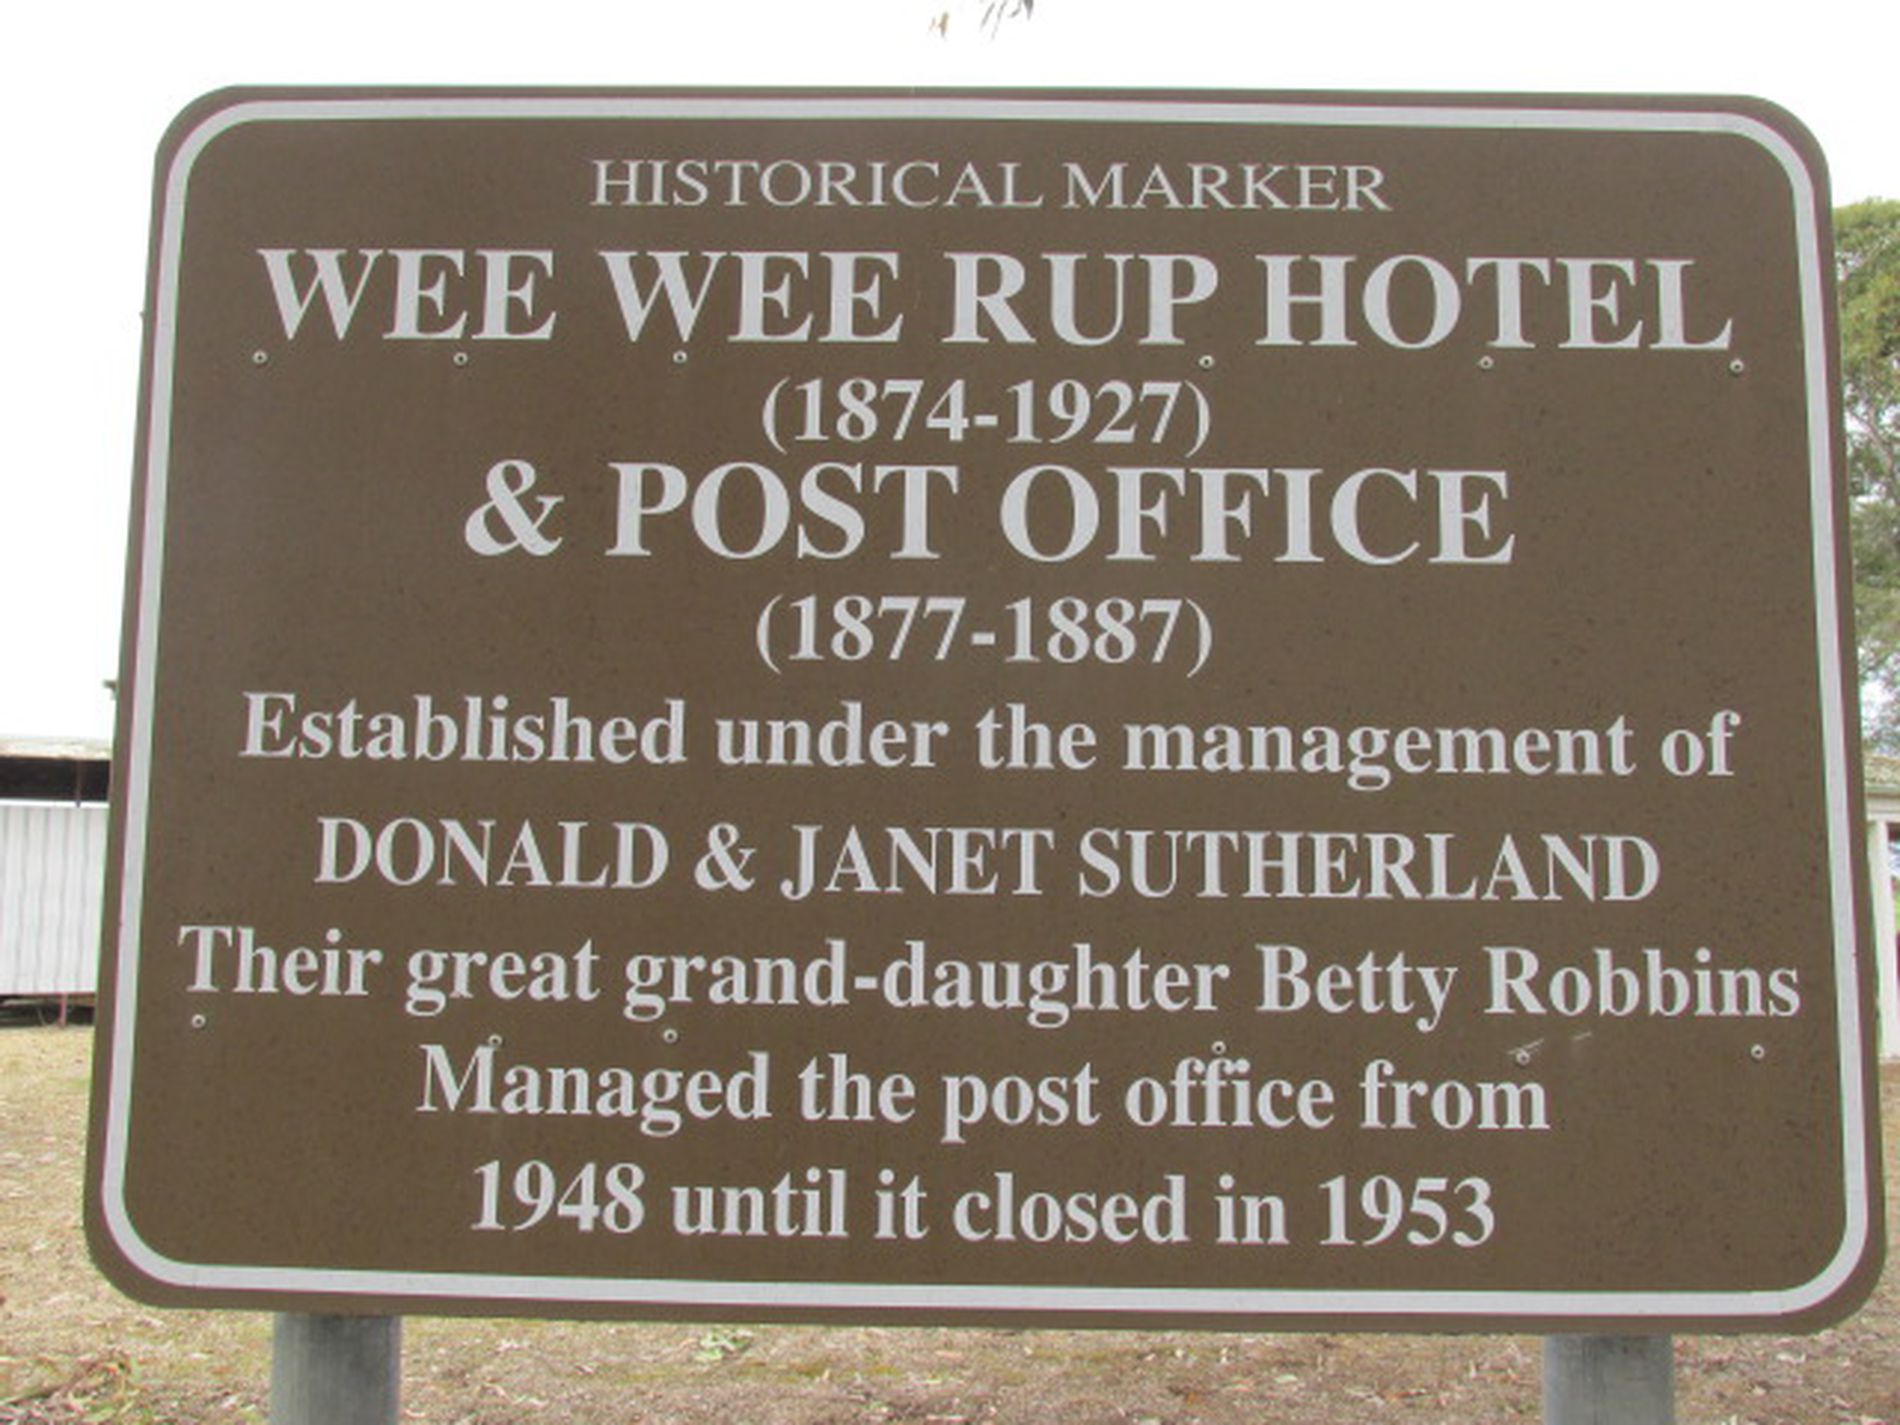 HISTORICAL MARKER
WEE WEE RUP HOTEL
(1874-1927)
& POST OFFICE
(1877-1887)
Established under the management of
DONALD & JANET SUTHERLAND
Their great grand-daughter Betty Robbins
Managed the post office from
1948 until it closed in 1953